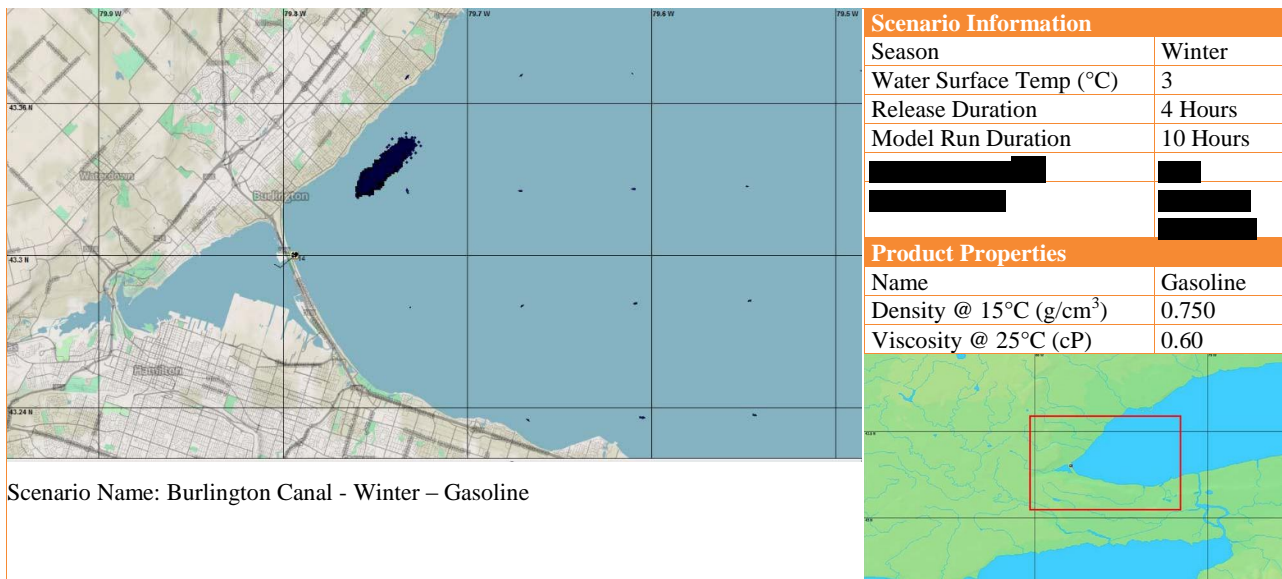 79.9 W 79.8 W 79.7 W 79.6 W 79.5 W
43.36 N
Waterdown
Burlington
43.3 N
Hamilton
43.24 N
Scenario Name: Burlington Canal - Winter – Gasoline
Scenario Information
Season Winter
Water Surface Temp (°C) 3
Release Duration 4 Hours
Model Run Duration 10 Hours
Product Properties
Name Gasoline
Density @ 15°C (g/cm³) 0.750
Viscosity @ 25°C (cP) 0.60